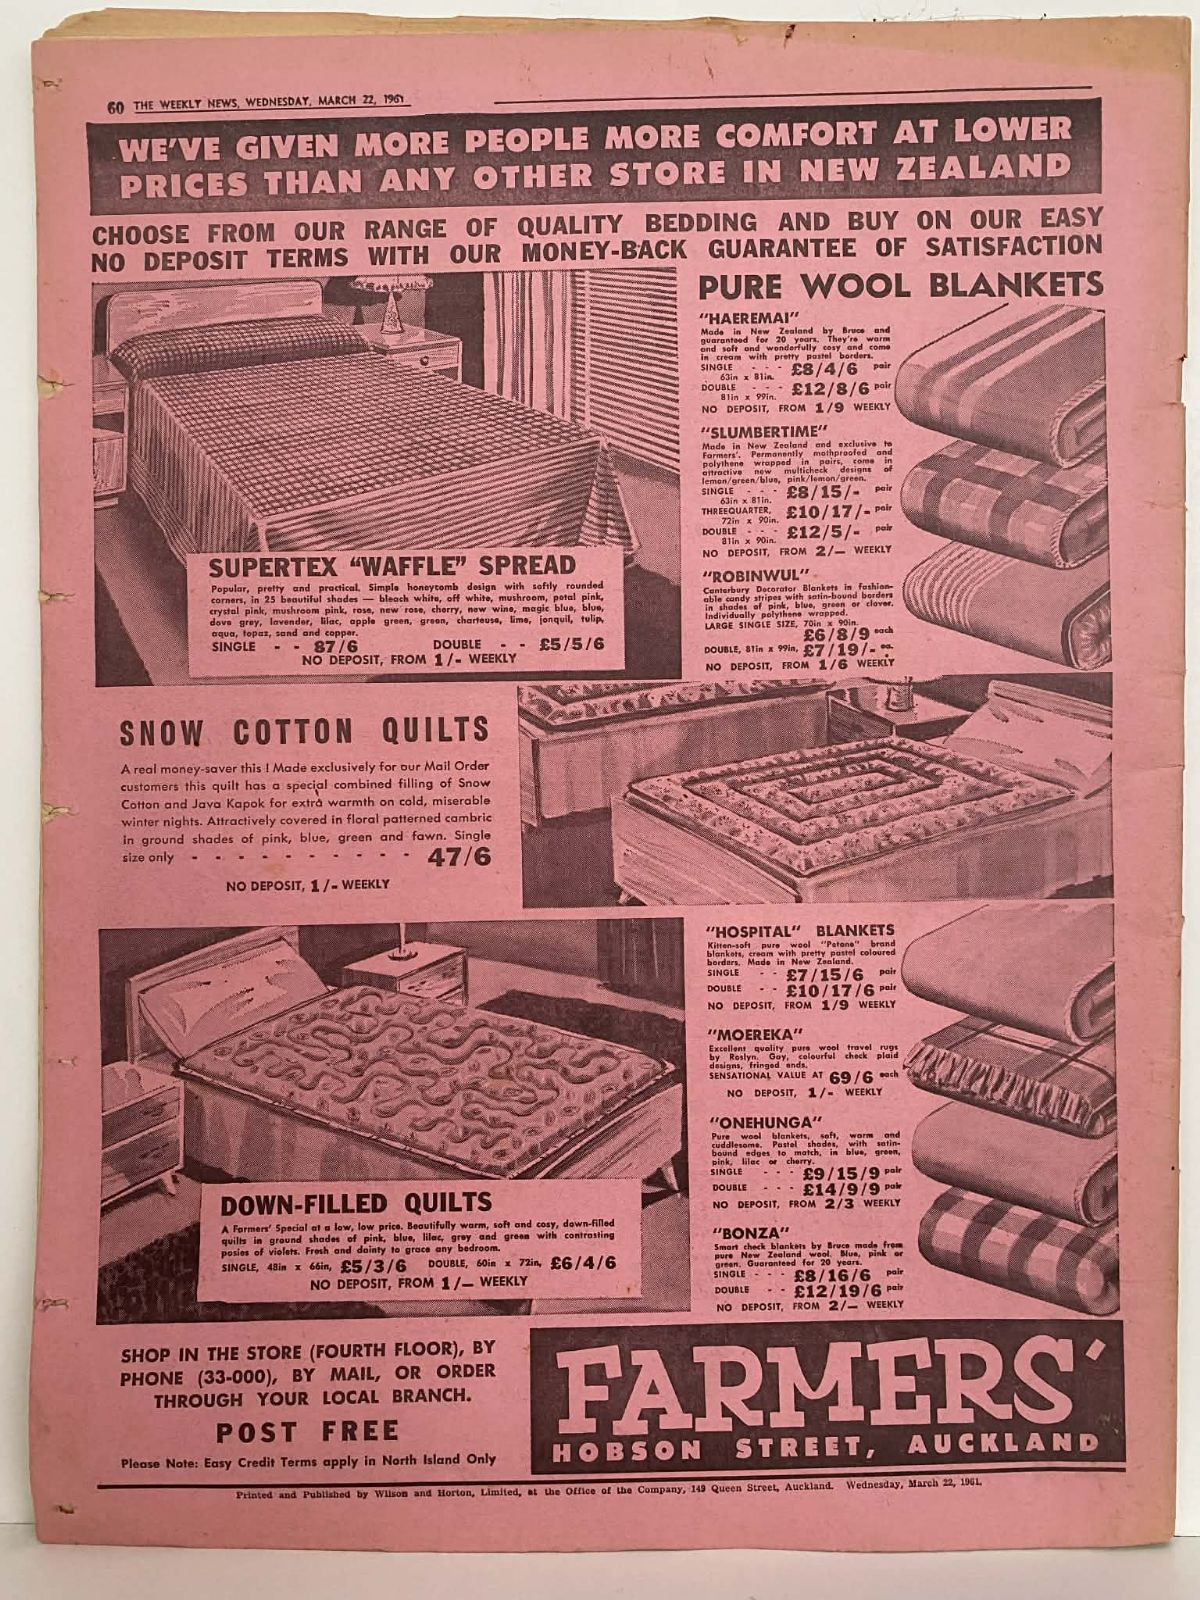 60 THE WEEKLY NEWS, WEDNESDAY, MARCH 22, 1961
WE'VE GIVEN MORE PEOPLE MORE COMFORT AT LOWER
PRICES THAN ANY OTHER STORE IN NEW ZEALAND
CHOOSE FROM OUR RANGE OF QUALITY BEDDING AND BUY ON OUR EASY
NO DEPOSIT TERMS WITH OUR MONEY-BACK GUARANTEE OF SATISFACTION
PURE WOOL BLANKETS
"HAEREMAI"
Made in New Zealand by Bruce and
guaranteed for 20 years. They're warm
and soft and wonderfully cosy and come
in cream with pretty pastel borders.
SINGLE - - - £8/4/6 pair
63in x 81in.
DOUBLE - - - £12/8/6 pair
81in x 99in.
NO DEPOSIT, FROM 1/9 WEEKLY
"SLUMBERTIME"
Made in New Zealand and exclusive to
Farmers'. Permanently mothproofed and
polythene wrapped in pairs, come in
attractive new multicheck designs of
lemon/green/blue, pink/lemon/green.
SINGLE - - - £8/15/- pair
63in x 81in.
THREEQUARTER, £10/17/- pair
72in x 90in.
DOUBLE - - - £12/5/- pair
81in x 90in.
NO DEPOSIT, FROM 2/— WEEKLY
"ROBINWUL"
Canterbury Decorator Blankets in fashion-
able candy stripes with satin-bound borders
in shades of pink, blue, green or clover.
Individually polythene wrapped.
LARGE SINGLE SIZE, 70in x 90in.
£6/8/9 each
DOUBLE, 81in x 99in, £7/19/- ea.
NO DEPOSIT, FROM 1/6 WEEKLY
SUPERTEX "WAFFLE" SPREAD
Popular, pretty and practical. Simple honeycomb design with softly rounded
corners, in 25 beautiful shades — bleach white, off white, mushroom, petal pink,
crystal pink, mushroom pink, rose, new rose, cherry, new wine, magic blue, blue,
dove grey, lavender, lilac, apple green, green, charteuse, lime, jonquil, tulip,
aqua, topaz, sand and copper.
SINGLE - - 87/6 DOUBLE - - £5/5/6
NO DEPOSIT, FROM 1/- WEEKLY
SNOW COTTON QUILTS
A real money-saver this ! Made exclusively for our Mail Order
customers this quilt has a special combined filling of Snow
Cotton and Java Kapok for extra warmth on cold, miserable
winter nights. Attractively covered in floral patterned cambric
in ground shades of pink, blue, green and fawn. Single
size only - - - - - - - - - - 47/6
NO DEPOSIT, 1/- WEEKLY
"HOSPITAL" BLANKETS
Kitten-soft pure wool "Petone" brand
blankets, cream with pretty pastel coloured
borders. Made in New Zealand.
SINGLE - - £7/15/6 pair
DOUBLE - - £10/17/6 pair
NO DEPOSIT, FROM 1/9 WEEKLY
"MOEREKA"
Excellent quality pure wool travel rugs
by Roslyn. Gay, colourful check plaid
designs, fringed ends.
SENSATIONAL VALUE AT 69/6 each
NO DEPOSIT, 1/- WEEKLY
"ONEHUNGA"
Pure wool blankets, soft, warm and
cuddlesome. Pastel shades, with satin-
bound edges to match, in blue, green,
pink, lilac or cherry.
SINGLE - - - £9/15/9 pair
DOUBLE - - - £14/9/9 pair
NO DEPOSIT, FROM 2/3 WEEKLY
"BONZA"
Smart check blankets by Bruce made from
pure New Zealand wool. Blue, pink or
green. Guaranteed for 20 years.
SINGLE - - - £8/16/6 pair
DOUBLE - - £12/19/6 pair
NO DEPOSIT, FROM 2/— WEEKLY
DOWN-FILLED QUILTS
A Farmers' Special at a low, low price. Beautifully warm, soft and cosy, down-filled
quilts in ground shades of pink, blue, lilac, grey and green with contrasting
posies of violets. Fresh and dainty to grace any bedroom.
SINGLE, 48in x 66in, £5/3/6 DOUBLE, 60in x 72in, £6/4/6
NO DEPOSIT, FROM 1/— WEEKLY
SHOP IN THE STORE (FOURTH FLOOR), BY
PHONE (33-000), BY MAIL, OR ORDER
THROUGH YOUR LOCAL BRANCH.
POST FREE
Please Note: Easy Credit Terms apply in North Island Only
FARMERS'
HOBSON STREET, AUCKLAND
Printed and Published by Wilson and Horton, Limited, at the Office of the Company, 149 Queen Street, Auckland. Wednesday, March 22, 1961.